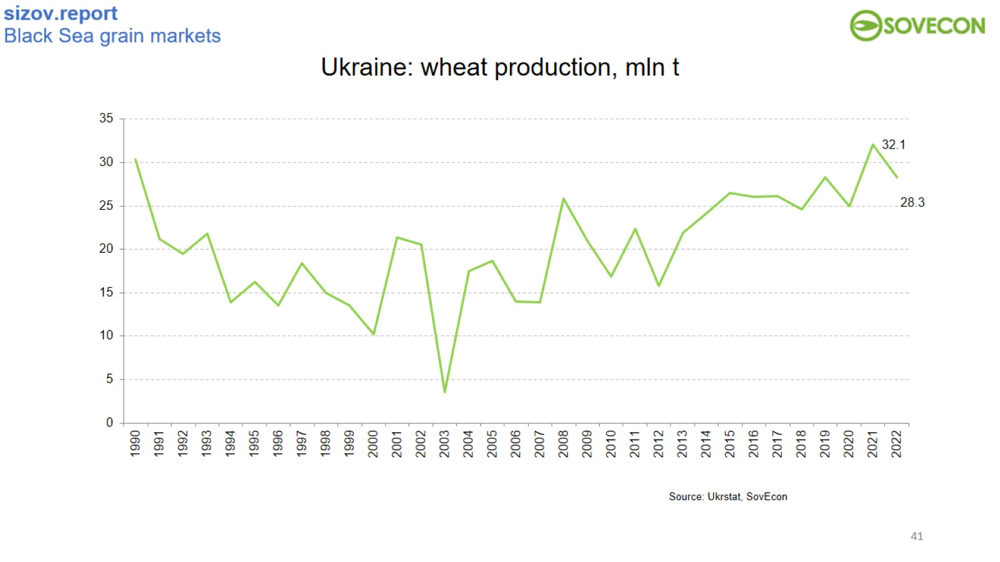 sizov.report
Black Sea grain markets
SOVECON
Ukraine: wheat production, mln t
35
30
25
20
15
10
5
0
32.1
28.3
1990 1991 1992 1993 1994 1995 1996 1997 1998 1999 2000 2001 2002 2003 2004 2005 2006 2007 2008 2009 2010 2011 2012 2013 2014 2015 2016 2017 2018 2019 2020 2021 2022
Source: Ukrstat, SovEcon
41